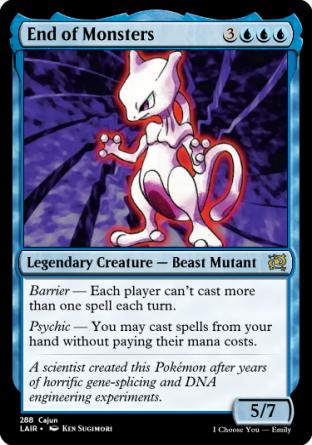 End of Monsters 3
Legendary Creature — Beast Mutant
Barrier — Each player can't cast more
than one spell each turn.
Psychic — You may cast spells from your
hand without paying their mana costs.
A scientist created this Pokémon after years
of horrific gene-splicing and DNA
engineering experiments.
5/7
288 Cajun
LAIR • KEN SUGIMORI
I Choose You — Emily